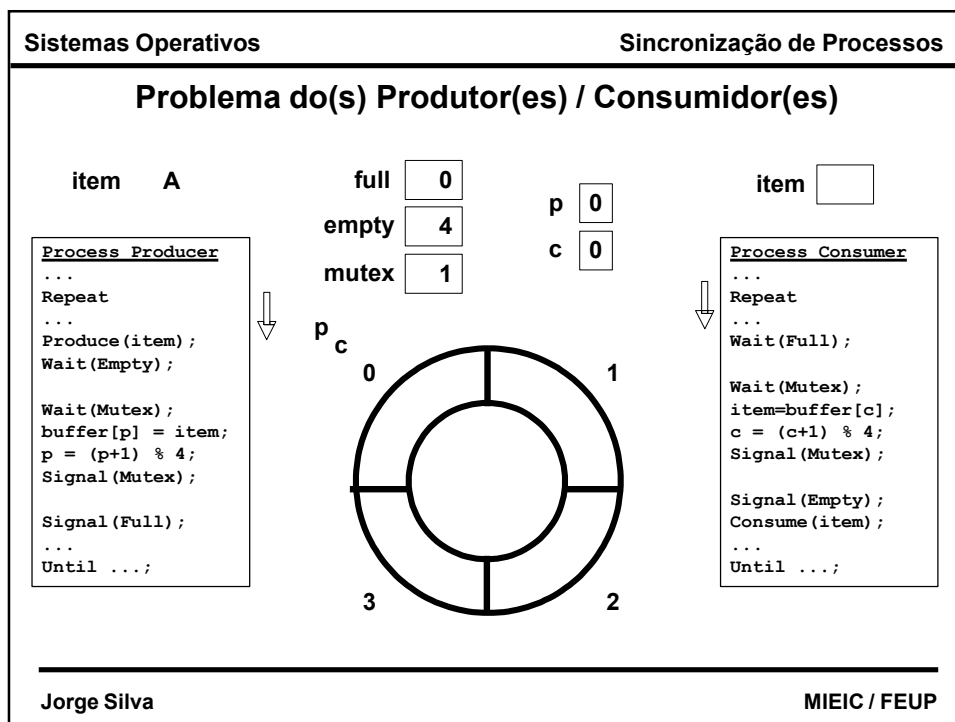 Sistemas Operativos
Sincronização de Processos
Problema do(s) Produtor(es) / Consumidor(es)
item A
full 0
empty 4
mutex 1
p 0
c 0
item
Process Producer
...
Repeat
...
Produce(item);
Wait(Empty);
Wait(Mutex);
buffer[p] = item;
p = (p+1) % 4;
Signal(Mutex);
Signal(Full);
...
Until ...;
p
c
0
1
3
2
Process Consumer
...
Repeat
...
Wait(Full);
Wait(Mutex);
item=buffer[c];
c = (c+1) % 4;
Signal(Mutex);
Signal(Empty);
Consume(item);
...
Until ...;
Jorge Silva
MIEIC / FEUP